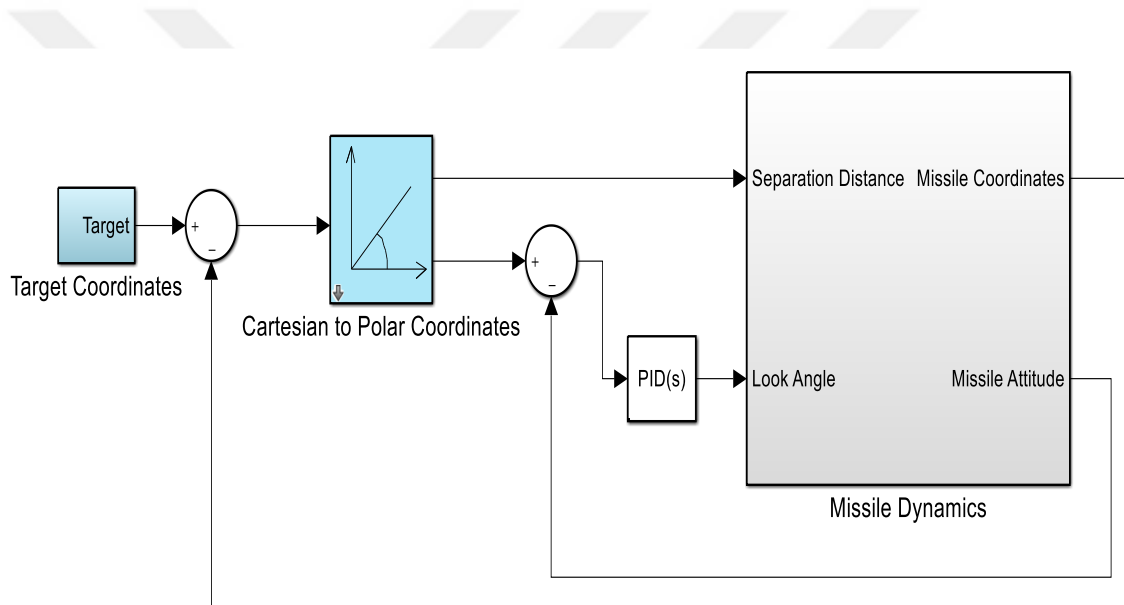 Target
+
−
Target Coordinates
Cartesian to Polar Coordinates
+
−
PID(s)
Separation Distance
Missile Coordinates
Look Angle
Missile Attitude
Missile Dynamics